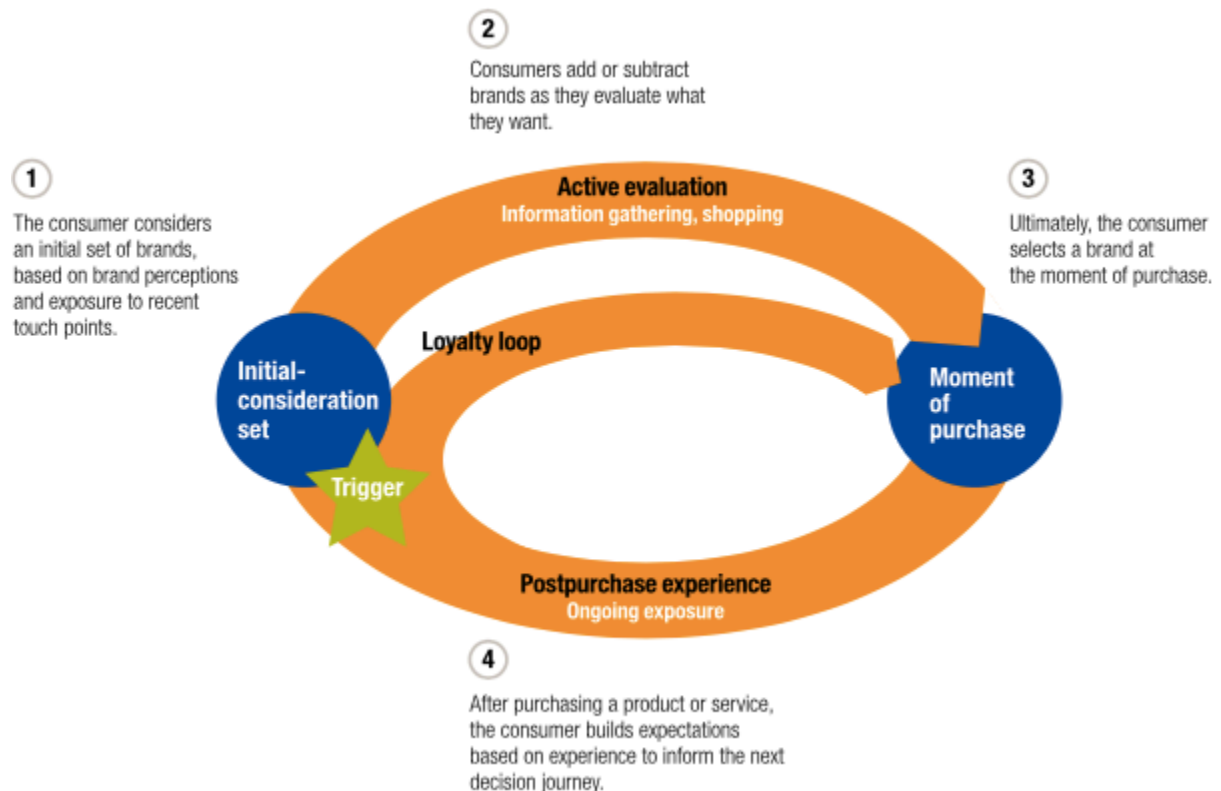 1
The consumer considers
an initial set of brands,
based on brand perceptions
and exposure to recent
touch points.
2
Consumers add or subtract
brands as they evaluate what
they want.
3
Ultimately, the consumer
selects a brand at
the moment of purchase.
Active evaluation
Information gathering, shopping
Loyalty loop
Initial-
consideration
set
Trigger
Moment
of
purchase
Postpurchase experience
Ongoing exposure
4
After purchasing a product or service,
the consumer builds expectations
based on experience to inform the next
decision journey.